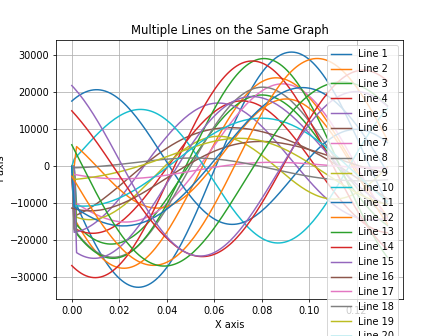 Multiple Lines on the Same Graph
30000
20000
10000
0
−10000
−20000
−30000
0.00
0.02
0.04
0.06
0.08
0.10
X axis
axis
Line 1
Line 2
Line 3
Line 4
Line 5
Line 6
Line 7
Line 8
Line 9
Line 10
Line 11
Line 12
Line 13
Line 14
Line 15
Line 16
Line 17
Line 18
Line 19
Line 20